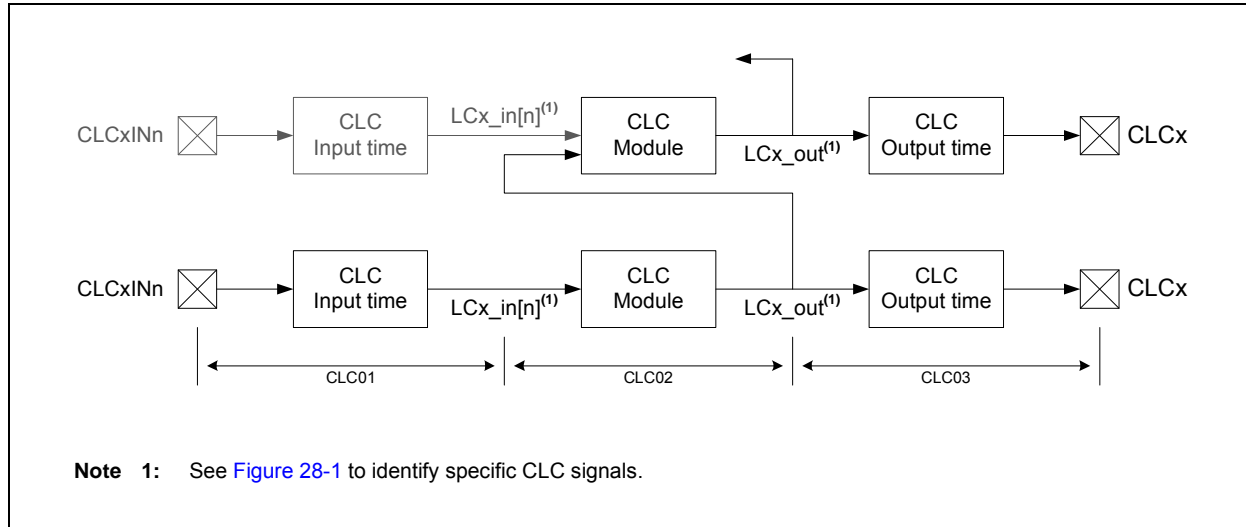 CLCxINn
CLC
Input time
LCx_in[n](1)
CLC
Module
LCx_out(1)
CLC
Output time
CLCx
CLCxINn
CLC
Input time
LCx_in[n](1)
CLC
Module
LCx_out(1)
CLC
Output time
CLCx
CLC01
CLC02
CLC03
Note 1: See Figure 28-1 to identify specific CLC signals.